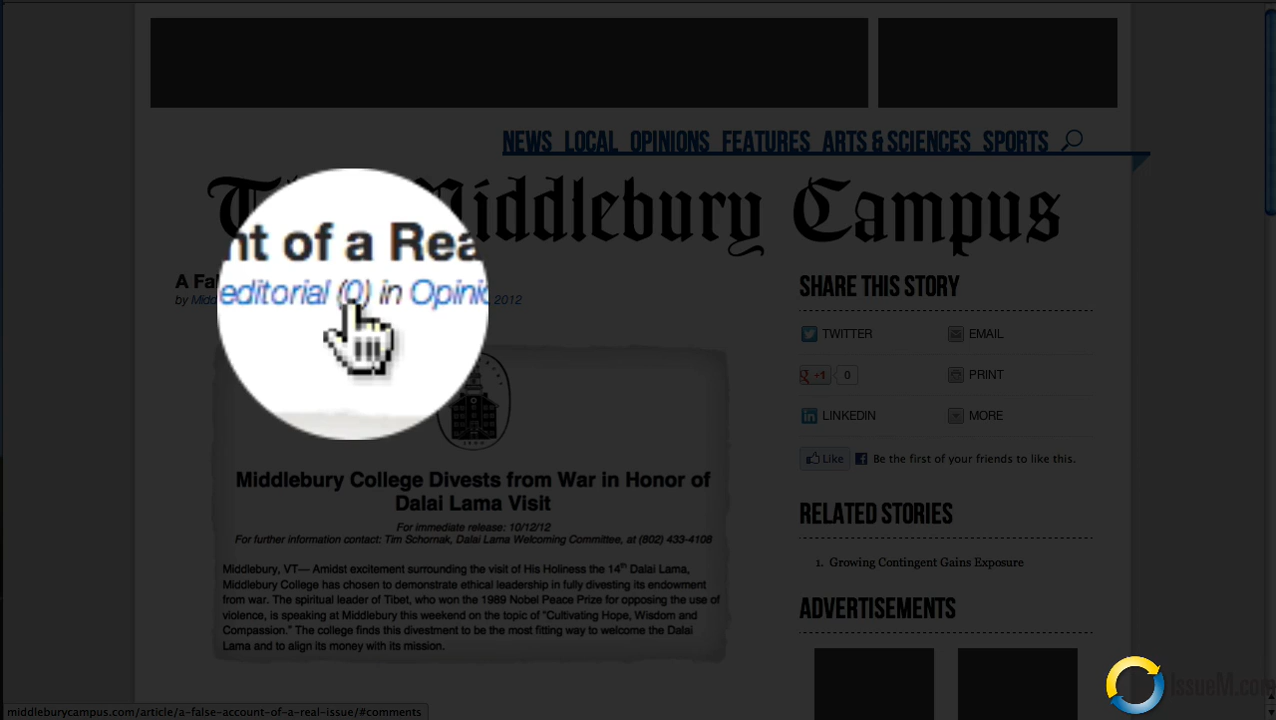 NEWS LOCAL OPINIONS FEATURES ARTS & SCIENCES SPORTS
Middlebury Campus
nt of a Rea
A Fal
editorial (0) in Opinio
by Midd
2012
SHARE THIS STORY
TWITTER EMAIL
+1 0 PRINT
LINKEDIN MORE
Like Be the first of your friends to like this.
Middlebury College Divests from War in Honor of
Dalai Lama Visit
For immediate release: 10/12/12
For further information contact: Tim Schornak, Dalai Lama Welcoming Committee, at (802) 433-4108
Middlebury, VT— Amidst excitement surrounding the visit of His Holiness the 14th Dalai Lama,
Middlebury College has chosen to demonstrate ethical leadership in fully divesting its endowment
from war. The spiritual leader of Tibet, who won the 1989 Nobel Peace Prize for opposing the use of
violence, is speaking at Middlebury this weekend on the topic of “Cultivating Hope, Wisdom and
Compassion.” The college finds this divestment to be the most fitting way to welcome the Dalai
Lama and to align its money with its mission.
RELATED STORIES
1. Growing Contingent Gains Exposure
ADVERTISEMENTS
IssueM.com
middleburycampus.com/article/a-false-account-of-a-real-issue/#comments